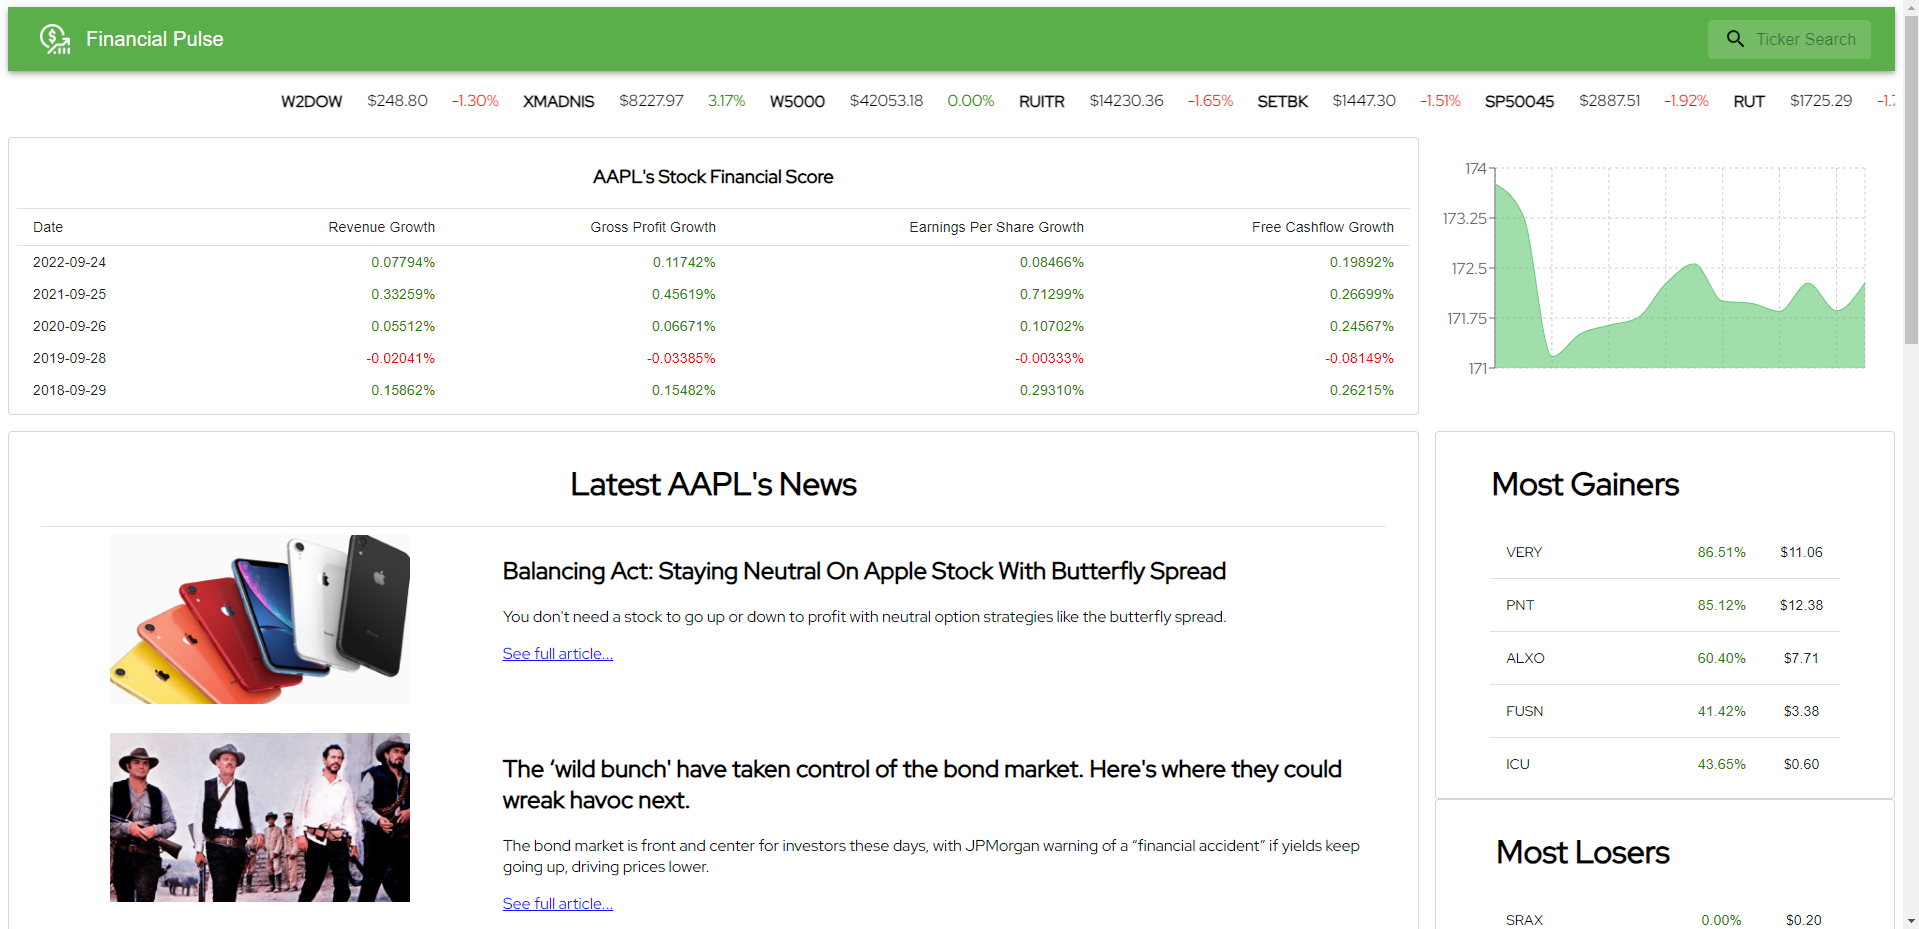 Financial Pulse
Ticker Search
W2DOW $248.80 -1.30% XMADNIS $8227.97 3.17% W5000 $42053.18 0.00% RUITR $14230.36 -1.65% SETBK $1447.30 -1.51% SP50045 $2887.51 -1.92% RUT $1725.29 -1.7
AAPL's Stock Financial Score
Date Revenue Growth Gross Profit Growth Earnings Per Share Growth Free Cashflow Growth
2022-09-24 0.07794% 0.11742% 0.08466% 0.19892%
2021-09-25 0.33259% 0.45619% 0.71299% 0.26699%
2020-09-26 0.05512% 0.06671% 0.10702% 0.24567%
2019-09-28 -0.02041% -0.03385% -0.00333% -0.08149%
2018-09-29 0.15862% 0.15482% 0.29310% 0.26215%
174
173.25
172.5
171.75
171
Latest AAPL's News
Balancing Act: Staying Neutral On Apple Stock With Butterfly Spread
You don't need a stock to go up or down to profit with neutral option strategies like the butterfly spread.
See full article...
The ‘wild bunch' have taken control of the bond market. Here's where they could
wreak havoc next.
The bond market is front and center for investors these days, with JPMorgan warning of a “financial accident” if yields keep
going up, driving prices lower.
See full article...
Most Gainers
VERY 86.51% $11.06
PNT 85.12% $12.38
ALXO 60.40% $7.71
FUSN 41.42% $3.38
ICU 43.65% $0.60
Most Losers
SRAX 0.00% $0.20